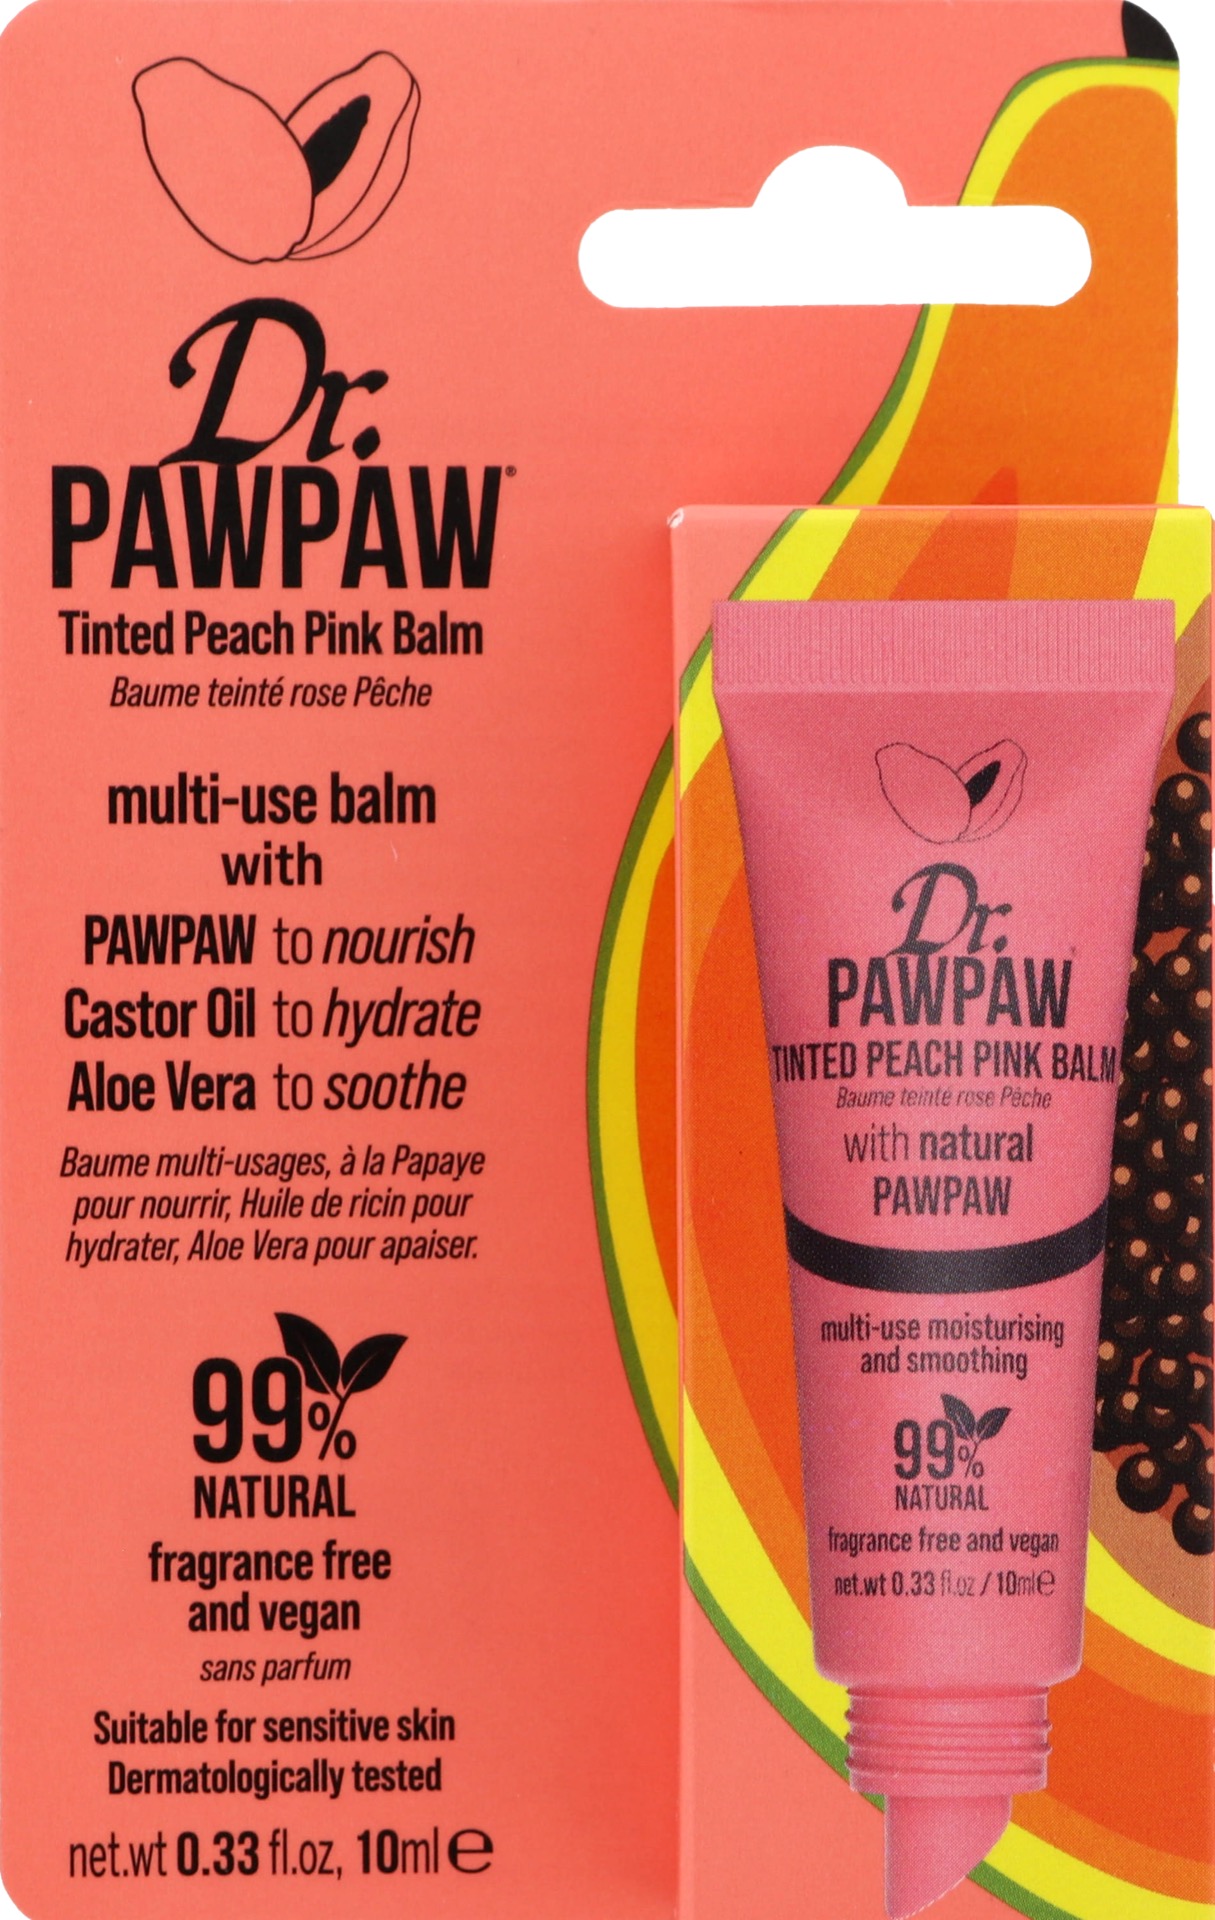 Dr.
PAWPAW®
Tinted Peach Pink Balm
Baume teinté rose Pêche
multi-use balm
with
PAWPAW to nourish
Castor Oil to hydrate
Aloe Vera to soothe
Baume multi-usages, à la Papaye
pour nourrir, Huile de ricin pour
hydrater, Aloe Vera pour apaiser.
99%
NATURAL
fragrance free
and vegan
sans parfum
Suitable for sensitive skin
Dermatologically tested
net.wt 0.33 fl.oz, 10ml ℮
Dr.
PAWPAW
TINTED PEACH PINK BALM
Baume teinté rose Pêche
with natural
PAWPAW
multi-use moisturising
and smoothing
99%
NATURAL
fragrance free and vegan
net.wt 0.33 fl.oz / 10ml℮